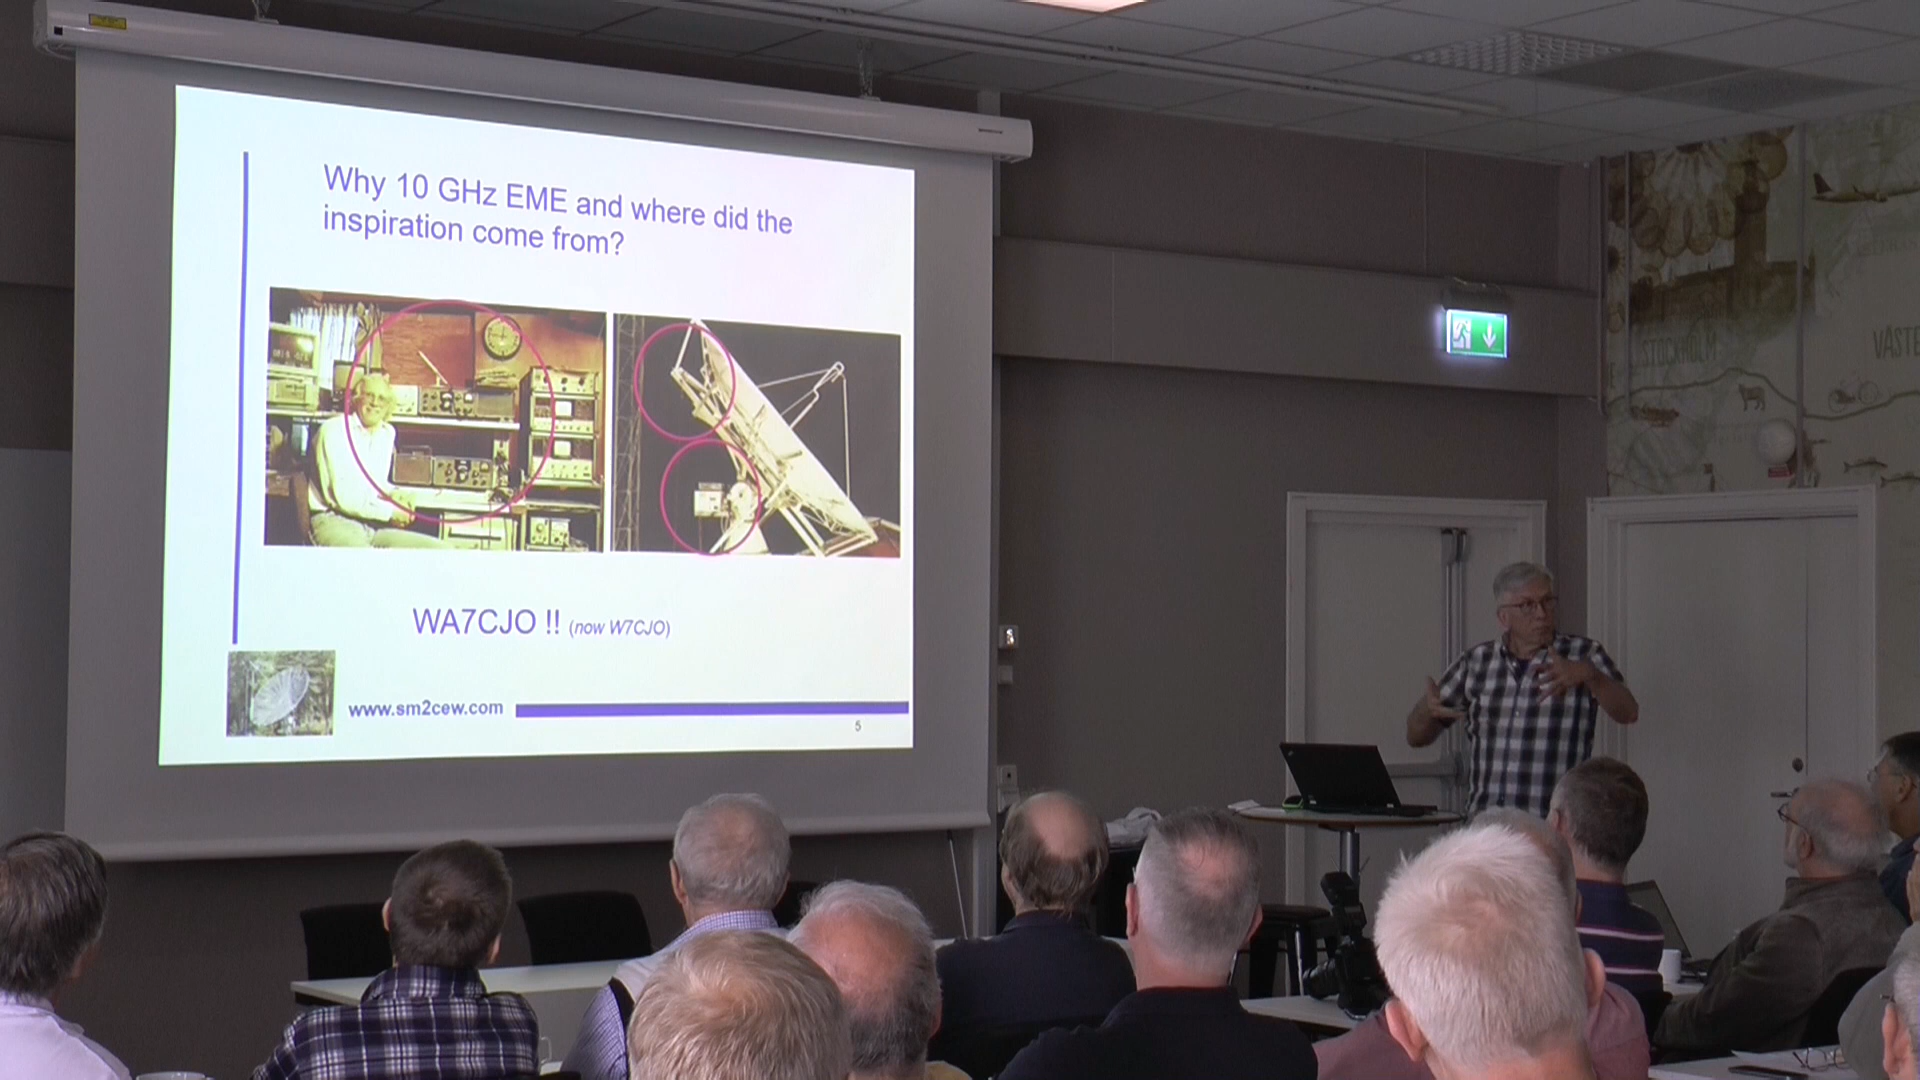 Why 10 GHz EME and where did the
inspiration come from?
WA7CJO !! (now W7CJO)
www.sm2cew.com
5
STOCKHOLM
VÄSTE